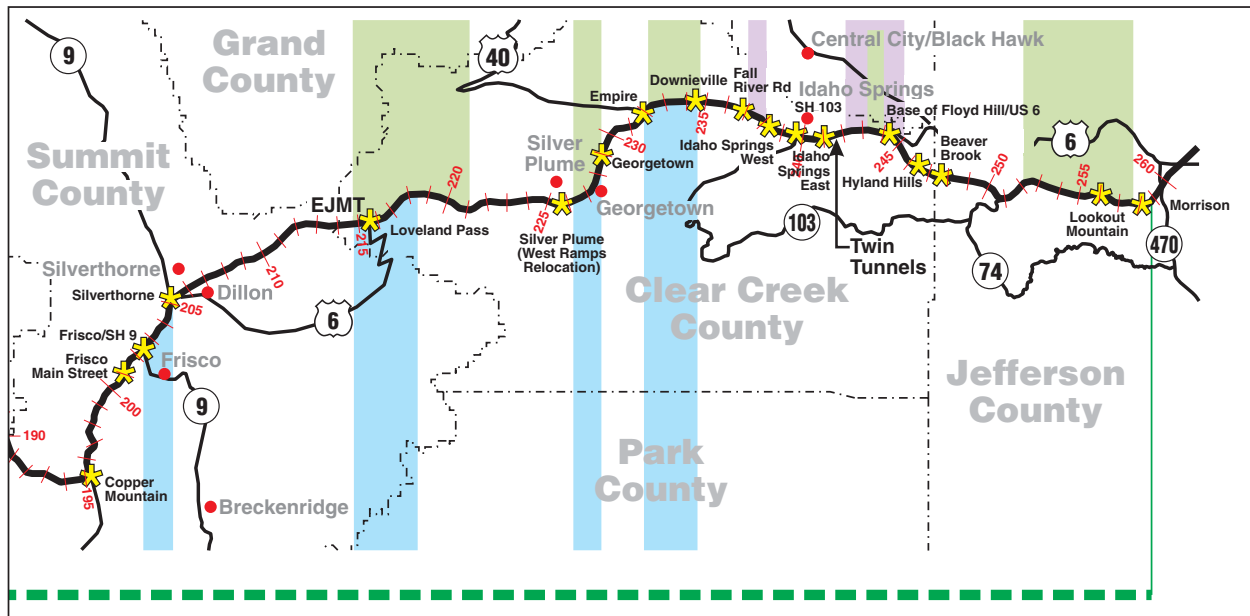 9
Grand
County
40
Central City/Black Hawk
Downieville
Fall
River Rd
Idaho Springs
SH 103
Empire
235
Base of Floyd Hill/US 6
Summit
County
230
Silver
Plume
Georgetown
Idaho Springs
West
240
Idaho
Springs
East
245
Beaver
Brook
Hyland Hills
250
6
255
260
220
EJMT
215
Loveland Pass
225
Georgetown
Lookout
Mountain
Morrison
Silver Plume
(West Ramps
Relocation)
103
Twin
Tunnels
74
470
210
Silverthorne
Silverthorne
Dillon
205
6
Clear Creek
County
Frisco/SH 9
Frisco
Main Street
Frisco
200
9
Jefferson
County
190
Copper
Mountain
195
Park
County
Breckenridge